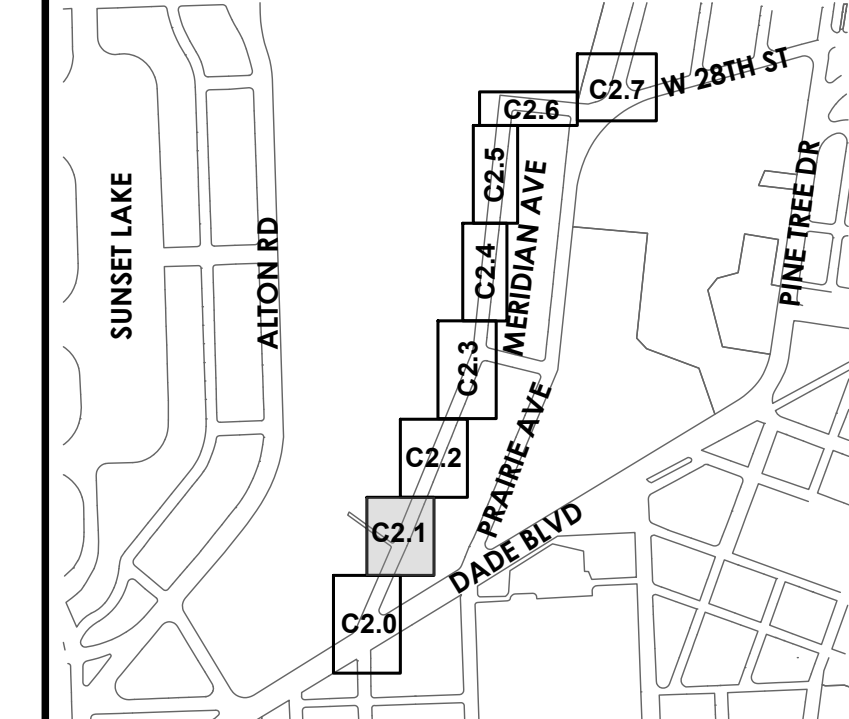 C2.7
W 28TH ST
C2.6
C2.5
MERIDIAN AVE
PINE TREE DR
SUNSET LAKE
ALTON RD
C2.4
C2.3
PRAIRIE AVE
C2.2
C2.1
DADE BLVD
C2.0